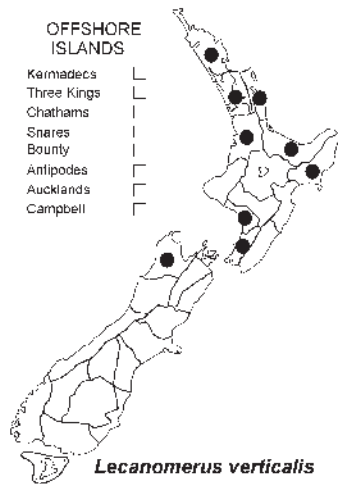 OFFSHORE
ISLANDS
Kermadecs
Three Kings
Chathams
Snares
Bounty
Antipodes
Aucklands
Campbell
Lecanomerus verticalis